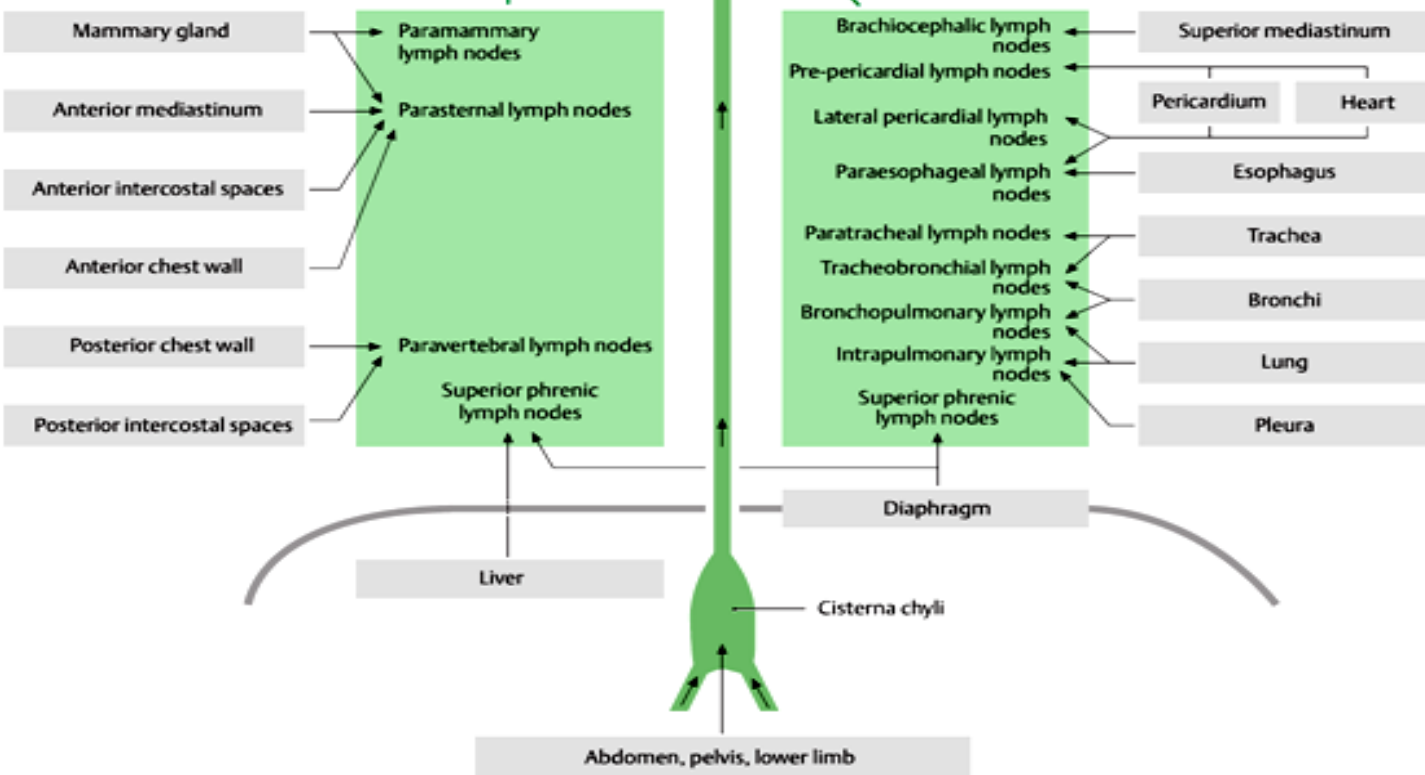 Mammary gland
Anterior mediastinum
Anterior intercostal spaces
Anterior chest wall
Posterior chest wall
Posterior intercostal spaces
Paramammary
lymph nodes
Parasternal lymph nodes
Paravertebral lymph nodes
Superior phrenic
lymph nodes
Brachiocephalic lymph
nodes
Pre-pericardial lymph nodes
Lateral pericardial lymph
nodes
Paraesophageal lymph
nodes
Paratracheal lymph nodes
Tracheobronchial lymph
nodes
Bronchopulmonary lymph
nodes
Intrapulmonary lymph
nodes
Superior phrenic
lymph nodes
Superior mediastinum
Pericardium
Heart
Esophagus
Trachea
Bronchi
Lung
Pleura
Diaphragm
Liver
Cisterna chyli
Abdomen, pelvis, lower limb